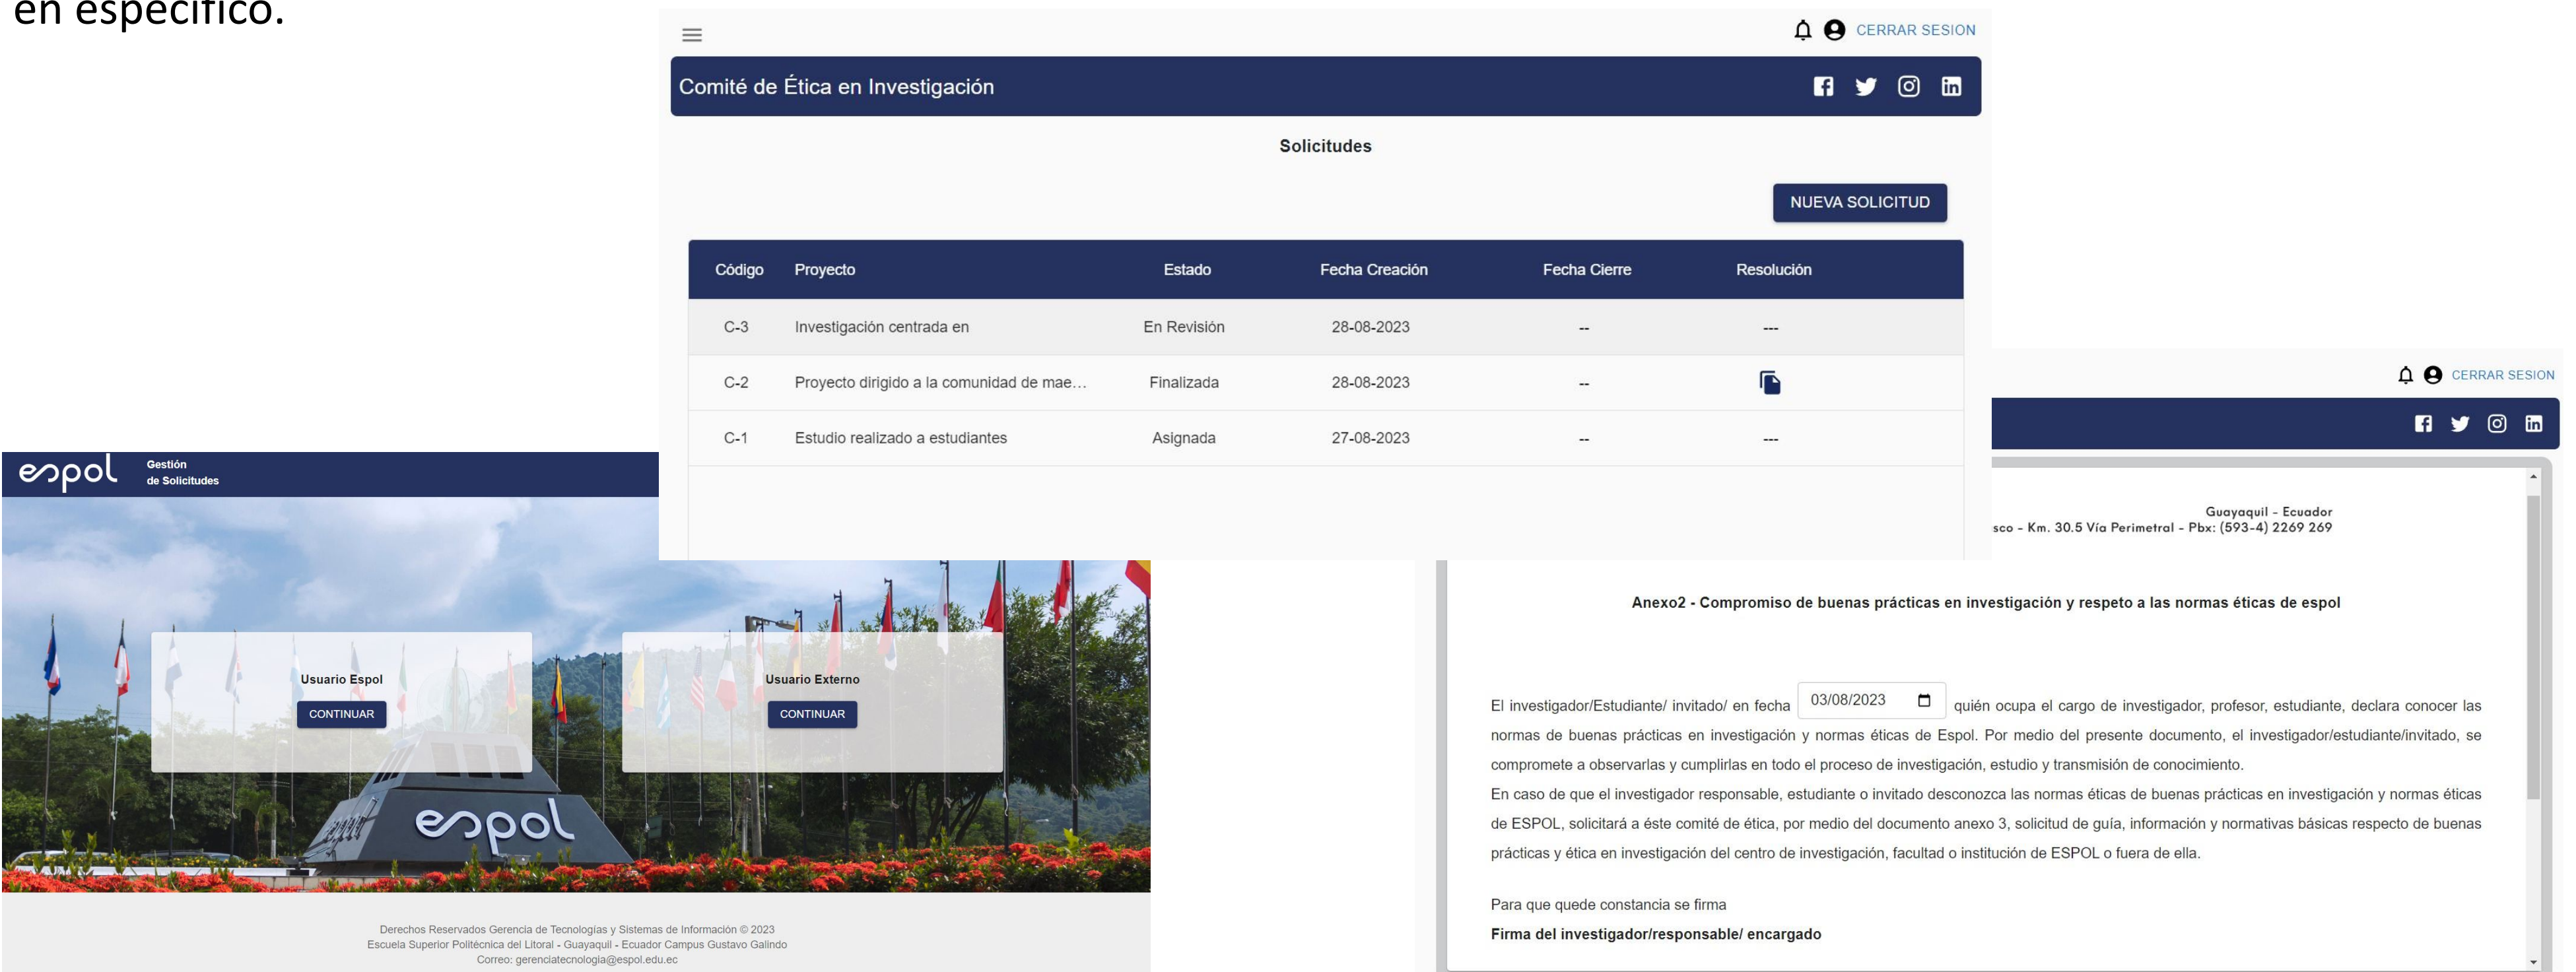 en específico.
CERRAR SESION
Comité de Ética en Investigación
Solicitudes
NUEVA SOLICITUD
Código Proyecto Estado Fecha Creación Fecha Cierre Resolución
C-3 Investigación centrada en En Revisión 28-08-2023 -- ---
C-2 Proyecto dirigido a la comunidad de mae... Finalizada 28-08-2023 --
C-1 Estudio realizado a estudiantes Asignada 27-08-2023 -- ---
espol
Gestión
de Solicitudes
Usuario Espol
CONTINUAR
Usuario Externo
CONTINUAR
espol
espol
Derechos Reservados Gerencia de Tecnologías y Sistemas de Información © 2023
Escuela Superior Politécnica del Litoral - Guayaquil - Ecuador Campus Gustavo Galindo
Correo: gerenciatecnologia@espol.edu.ec
CERRAR SESION
Guayaquil - Ecuador
sco - Km. 30.5 Vía Perimetral - Pbx: (593-4) 2269 269
Anexo2 - Compromiso de buenas prácticas en investigación y respeto a las normas éticas de espol
El investigador/Estudiante/ invitado/ en fecha 03/08/2023 quién ocupa el cargo de investigador, profesor, estudiante, declara conocer las
normas de buenas prácticas en investigación y normas éticas de Espol. Por medio del presente documento, el investigador/estudiante/invitado, se
compromete a observarlas y cumplirlas en todo el proceso de investigación, estudio y transmisión de conocimiento.
En caso de que el investigador responsable, estudiante o invitado desconozca las normas éticas de buenas prácticas en investigación y normas éticas
de ESPOL, solicitará a éste comité de ética, por medio del documento anexo 3, solicitud de guía, información y normativas básicas respecto de buenas
prácticas y ética en investigación del centro de investigación, facultad o institución de ESPOL o fuera de ella.
Para que quede constancia se firma
Firma del investigador/responsable/ encargado